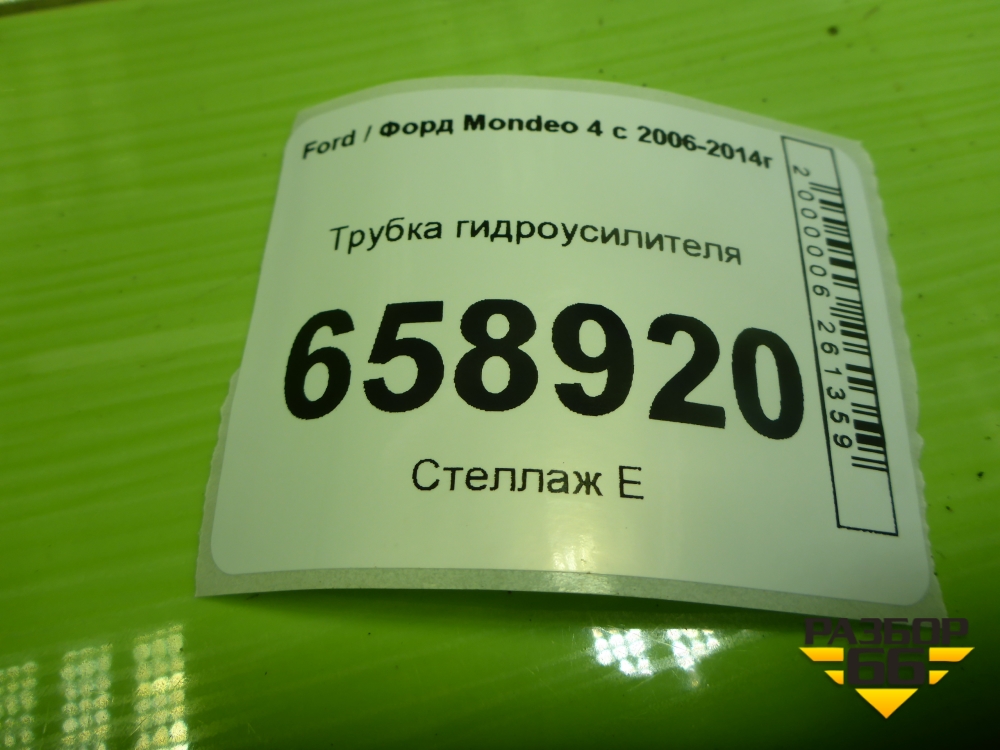 Ford / Форд Mondeo 4 с 2006-2014г
Трубка гидроусилителя
658920
Стеллаж Е
2000006261359
РАЗБОР
66